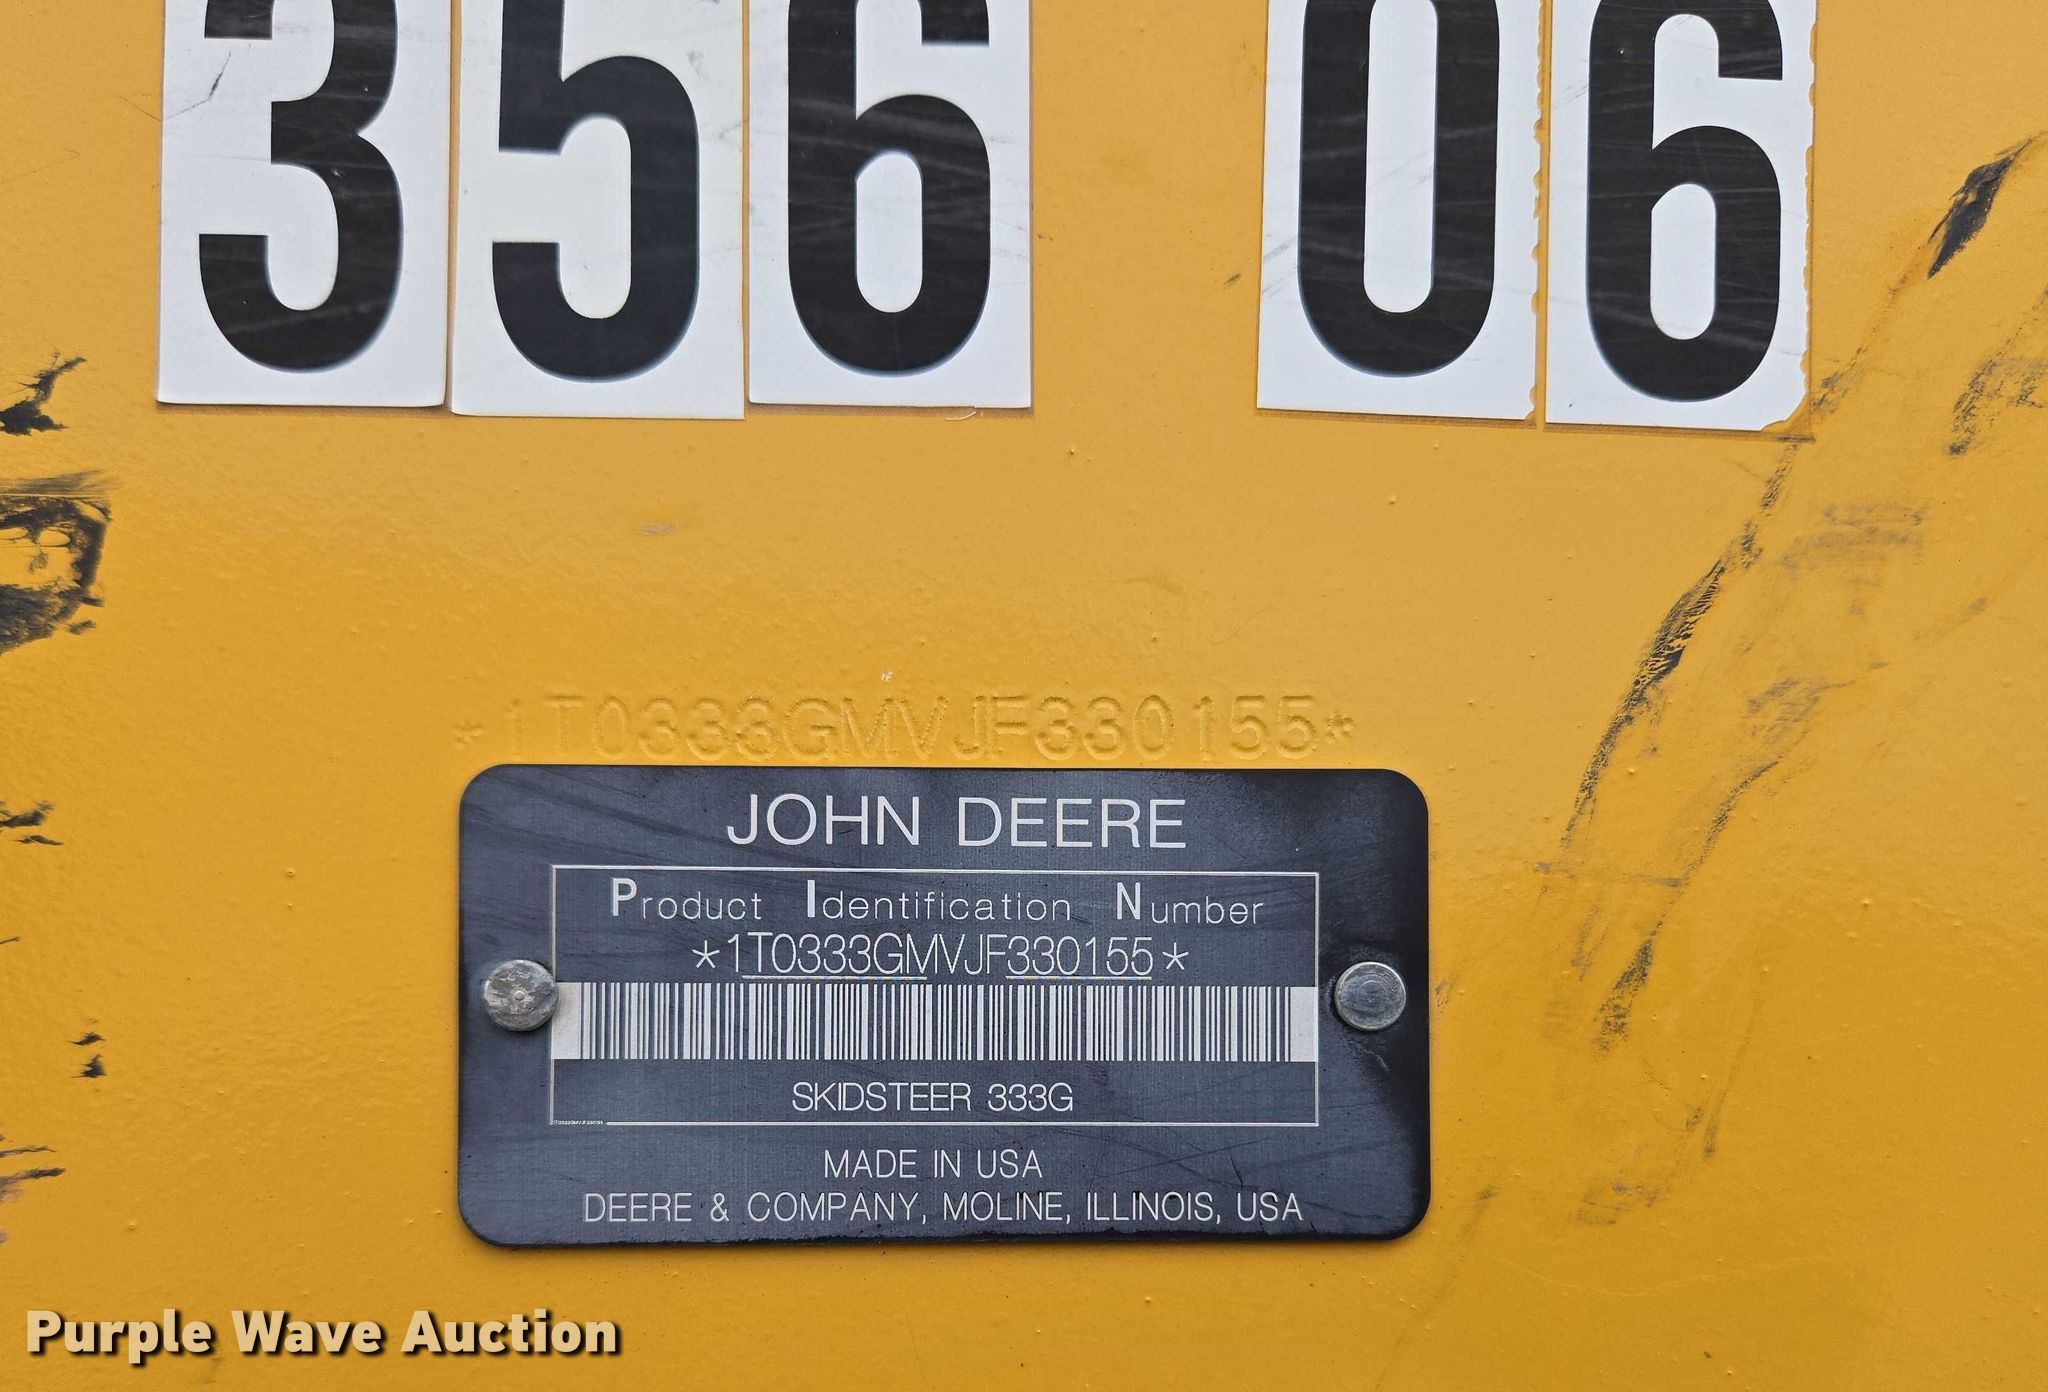 356 06
*1T0333GMVJF330155*
JOHN DEERE
Product Identification Number
*1T0333GMVJF330155*
SKIDSTEER 333G
1T0333GMVJF330155
MADE IN USA
DEERE & COMPANY, MOLINE, ILLINOIS, USA
Purple Wave Auction